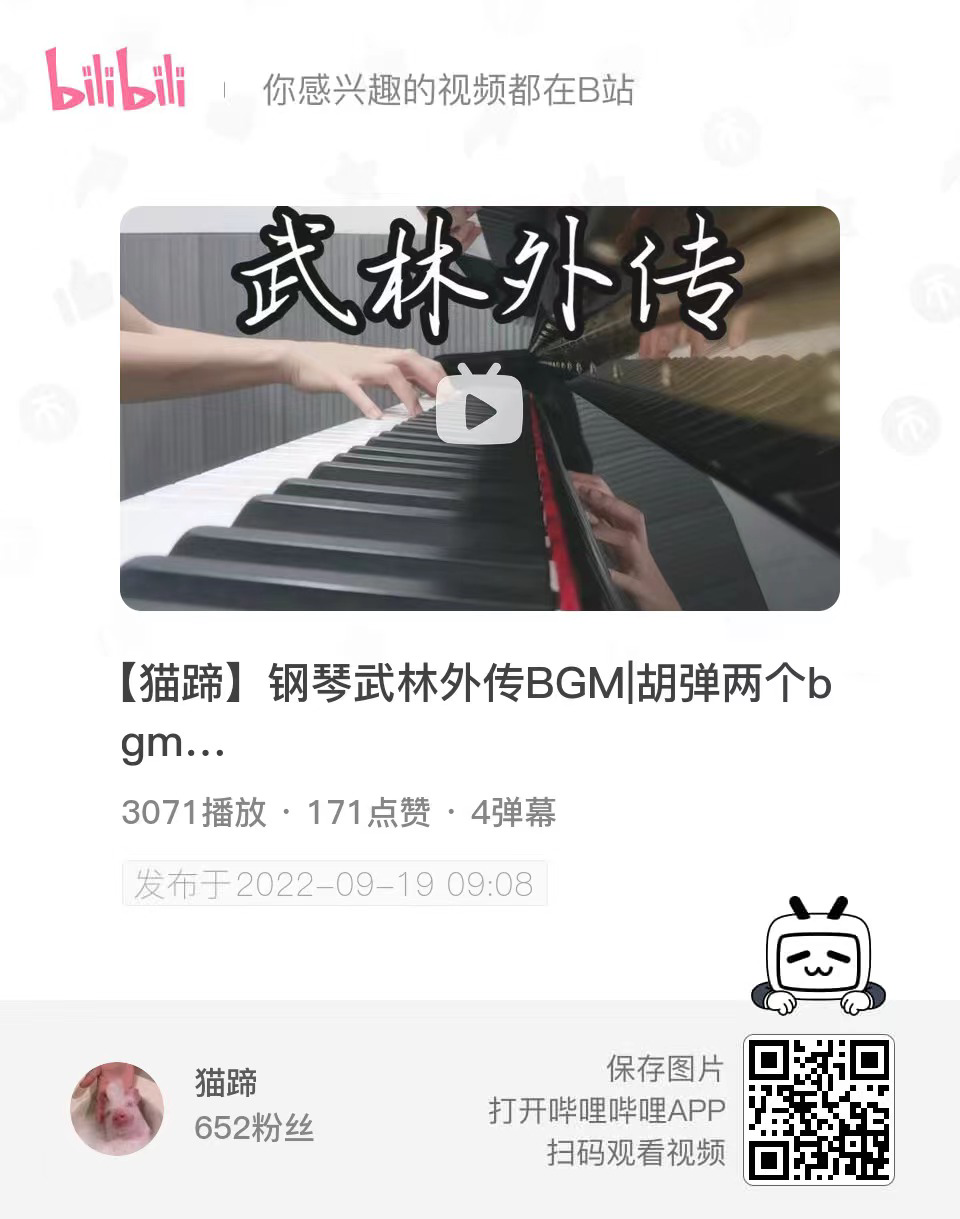 bilibili
你感兴趣的视频都在B站
武林外传
【猫蹄】钢琴武林外传BGM|胡弹两个b
gm...
3071播放 · 171点赞 · 4弹幕
发布于2022-09-19 09:08
猫蹄
652粉丝
保存图片
打开哔哩哔哩APP
扫码观看视频